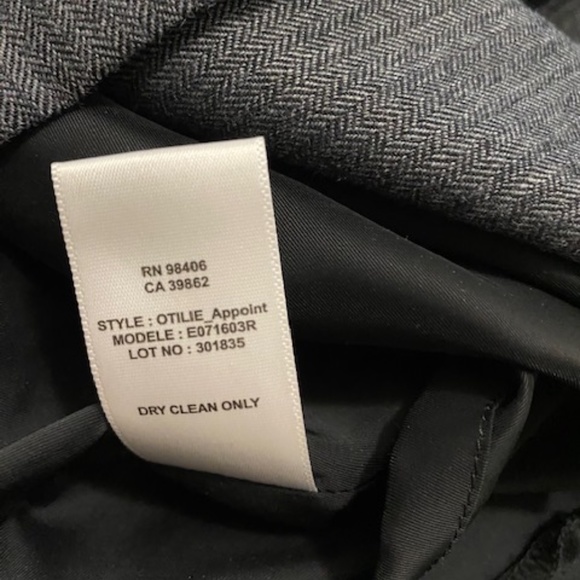 RN 98406
CA 39862
STYLE : OTILIE_Appoint
MODELE : E071603R
LOT NO : 301835
DRY CLEAN ONLY